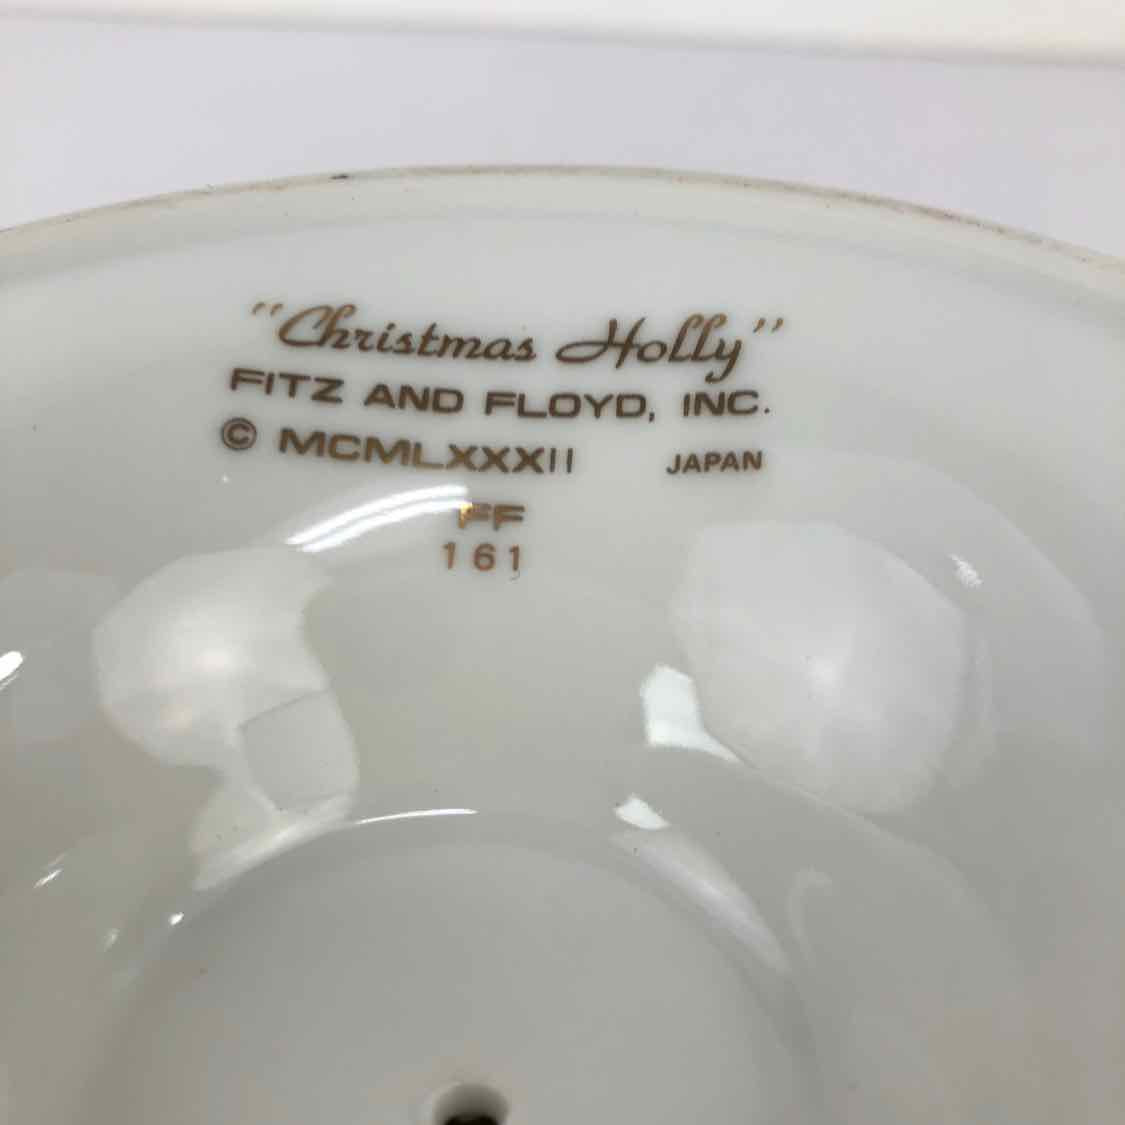 "Christmas Holly"
FITZ AND FLOYD, INC.
© MCMLXXXII JAPAN
FF
161